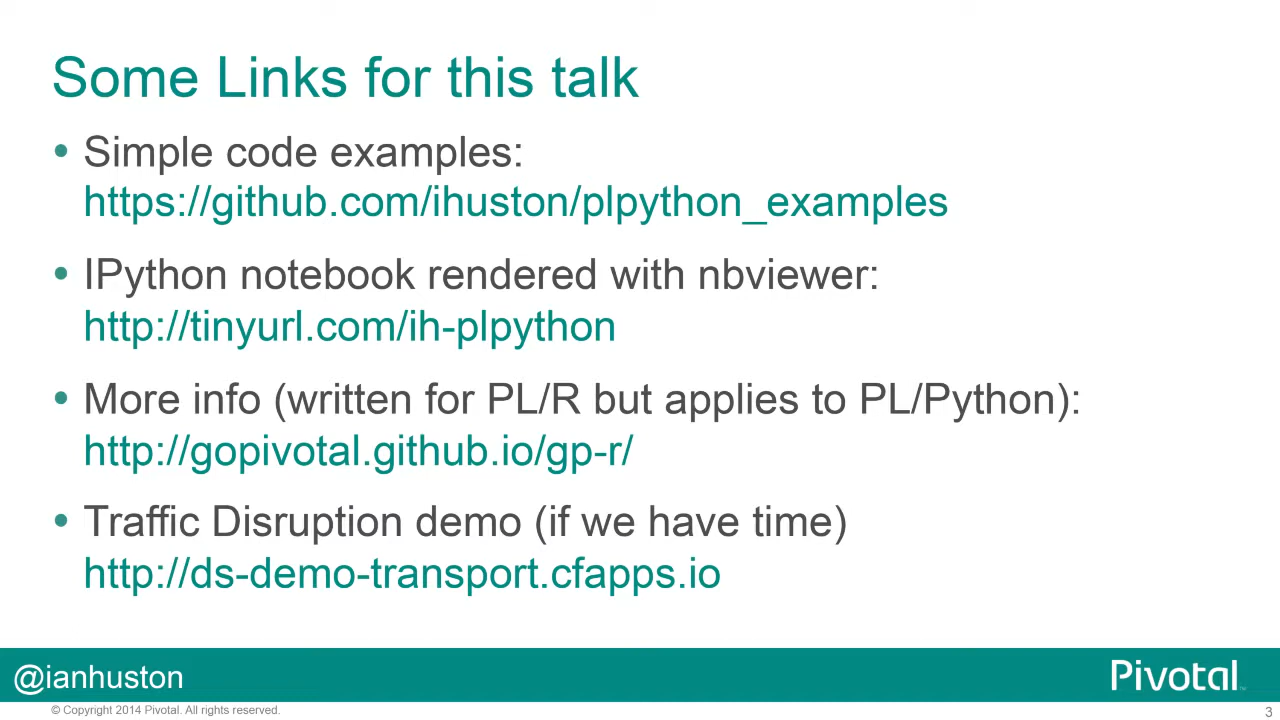 Some Links for this talk
• Simple code examples:
https://github.com/ihuston/plpython_examples
• IPython notebook rendered with nbviewer:
http://tinyurl.com/ih-plpython
• More info (written for PL/R but applies to PL/Python):
http://gopivotal.github.io/gp-r/
• Traffic Disruption demo (if we have time)
http://ds-demo-transport.cfapps.io
@ianhuston
Pivotal™
© Copyright 2014 Pivotal. All rights reserved.
3